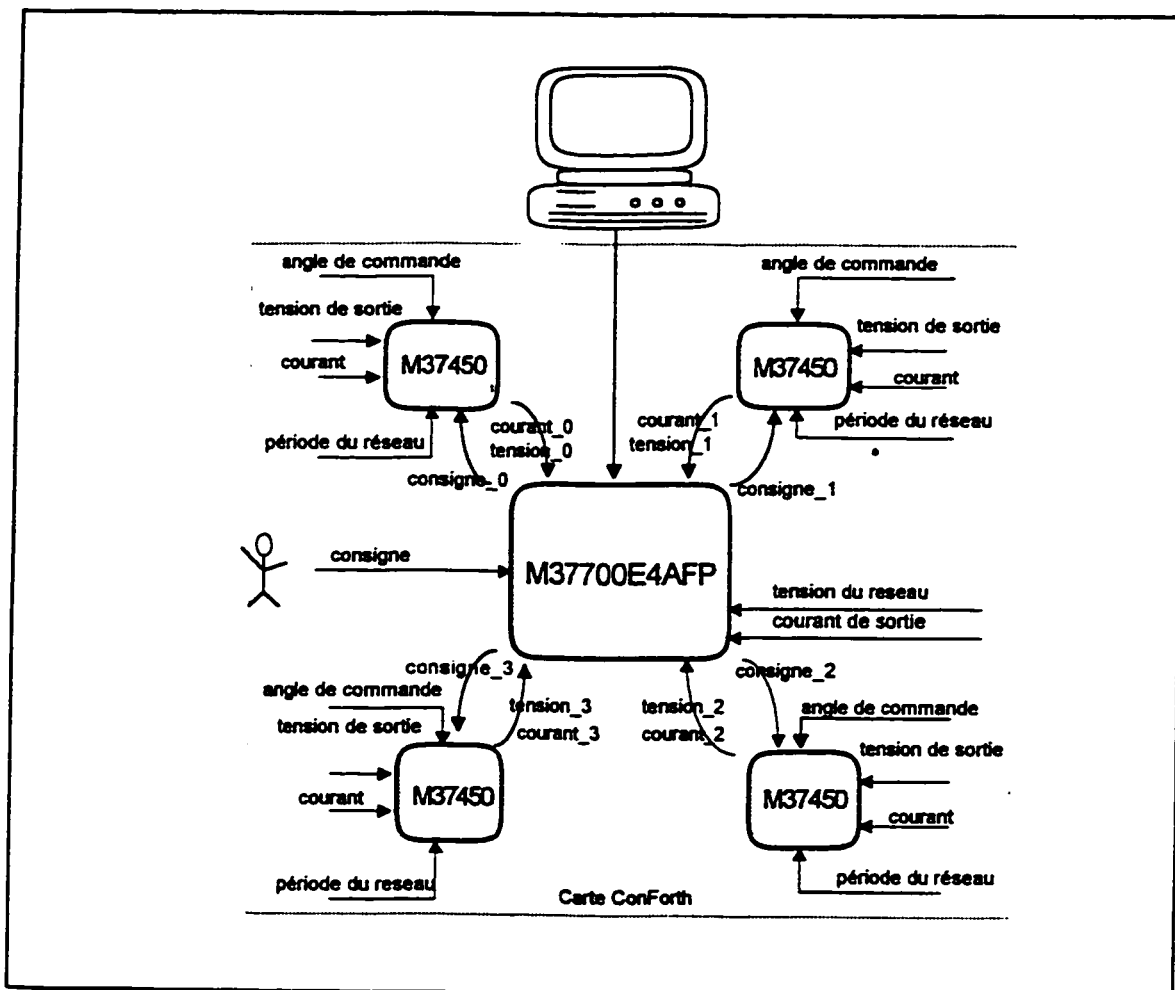 angle de commande
angle de commande
tension de sortie
tension de sortie
M37450
M37450
courant
courant
courant_0
courant_1
période du réseau
période du réseau
tension_0
tension_1
consigne_0
consigne_1
consigne
M37700E4AFP
tension du reseau
courant de sortie
consigne_3
consigne_2
angle de commande
tension_3
tension_2
angle de commande
tension de sortie
courant_3
courant_2
tension de sortie
M37450
M37450
courant
courant
période du reseau
période du réseau
Carte ConForth